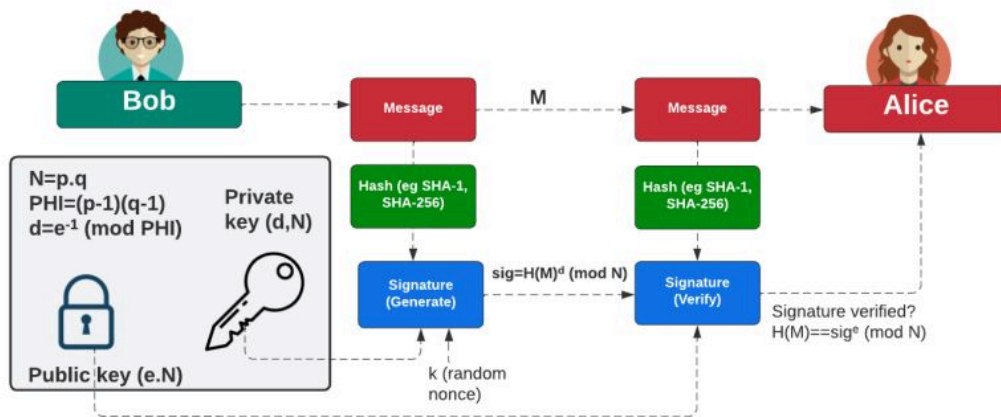 Bob
Message
M
Message
Alice
N=p.q
PHI=(p-1)(q-1)
d=e⁻¹ (mod PHI)
Private
key (d,N)
Public key (e.N)
Hash (eg SHA-1,
SHA-256)
Hash (eg SHA-1,
SHA-256)
Signature
(Generate)
sig=H(M)ᵈ (mod N)
Signature
(Verify)
k (random
nonce)
Signature verified?
H(M)==sigᵉ (mod N)